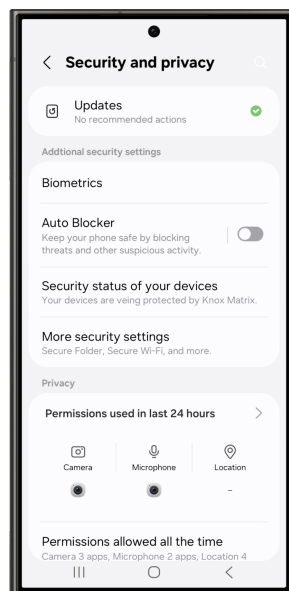 Security and privacy
Updates
No recommended actions
Addtional security settings
Biometrics
Auto Blocker
Keep your phone safe by blocking
threats and other suspicious activity.
Security status of your devices
Your devices are veing protected by Knox Matrix.
More security settings
Secure Folder, Secure Wi-Fi, and more.
Privacy
Permissions used in last 24 hours
Camera Microphone Location
-
Permissions allowed all the time
Camera 3 apps, Microphone 2 apps, Location 4